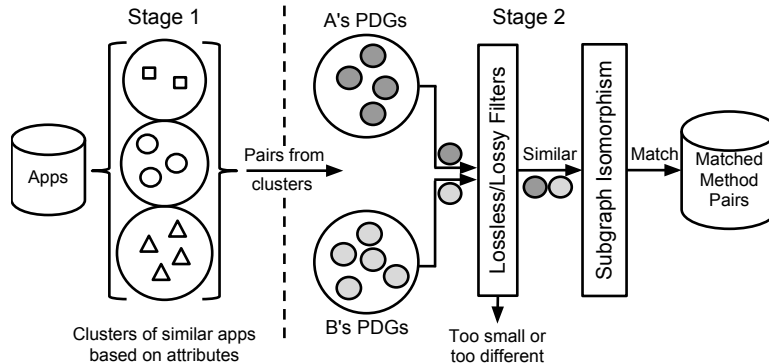 Stage 1
Stage 2
A's PDGs
Apps
Pairs from
clusters
Lossless/Lossy Filters
Similar
Subgraph Isomorphism
Match
Matched
Method
Pairs
B's PDGs
Clusters of similar apps
based on attributes
Too small or
too different